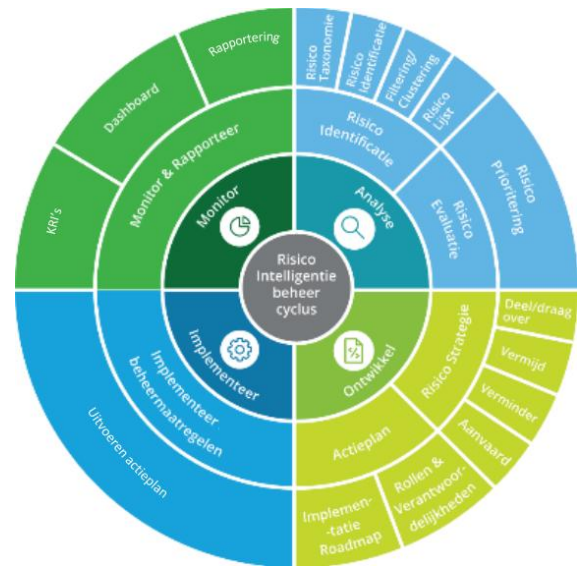 Risico
Intelligentie
beheer
cyclus
Analyse
Risico
Identificatie
Risico
Taxonomie
Risico
Identificatie
Filtering/
Clustering
Risico
Lijst
Risico
Evaluatie
Risico
Prioritering
Ontwikkel
Risico Strategie
Deel/draag
over
Vermijd
Verminder
Aanvaard
Actieplan
Rollen &
Verantwoor-
delijkheden
Implemen-
-tatie
Roadmap
Implementeer
Implementeer
beheermaatregelen
Uitvoeren actieplan
Monitor
Monitor & Rapporteer
KRI's
Dashboard
Rapportering